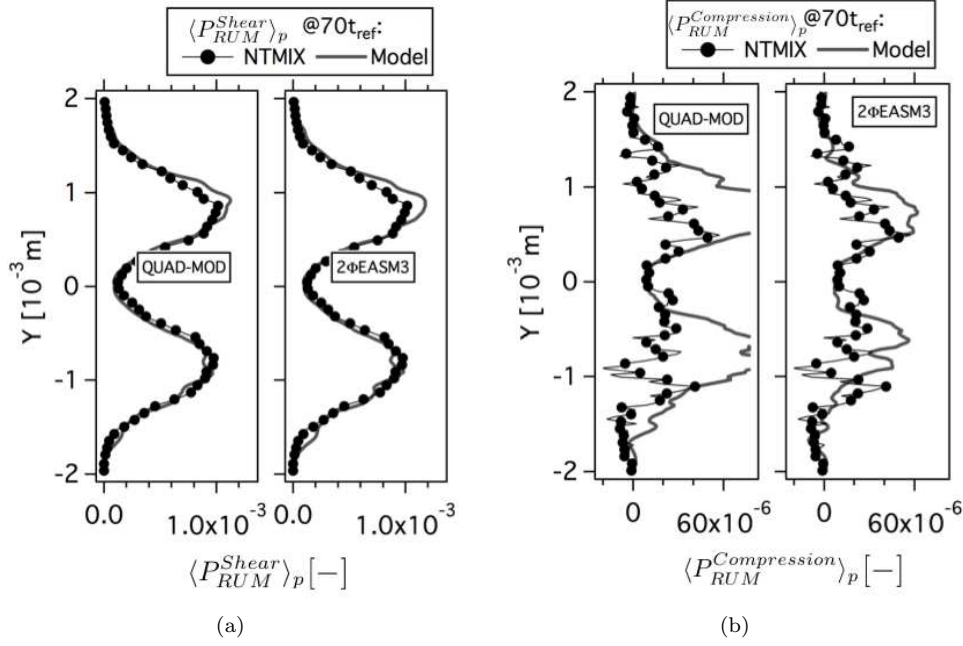 ⟨P_{RUM}^{Shear}⟩_p @70t_ref:
NTMIX Model
2
1
0
-1
-2
Y [10^-3 m]
QUAD-MOD
2ΦEASM3
0.0 1.0x10^-3 0.0 1.0x10^-3
⟨P_{RUM}^{Shear}⟩_p [−]
(a)
⟨P_{RUM}^{Compression}⟩_p @70t_ref:
NTMIX Model
2
1
0
-1
-2
Y [10^-3 m]
QUAD-MOD
2ΦEASM3
0 60x10^-6 0 60x10^-6
⟨P_{RUM}^{Compression}⟩_p [−]
(b)